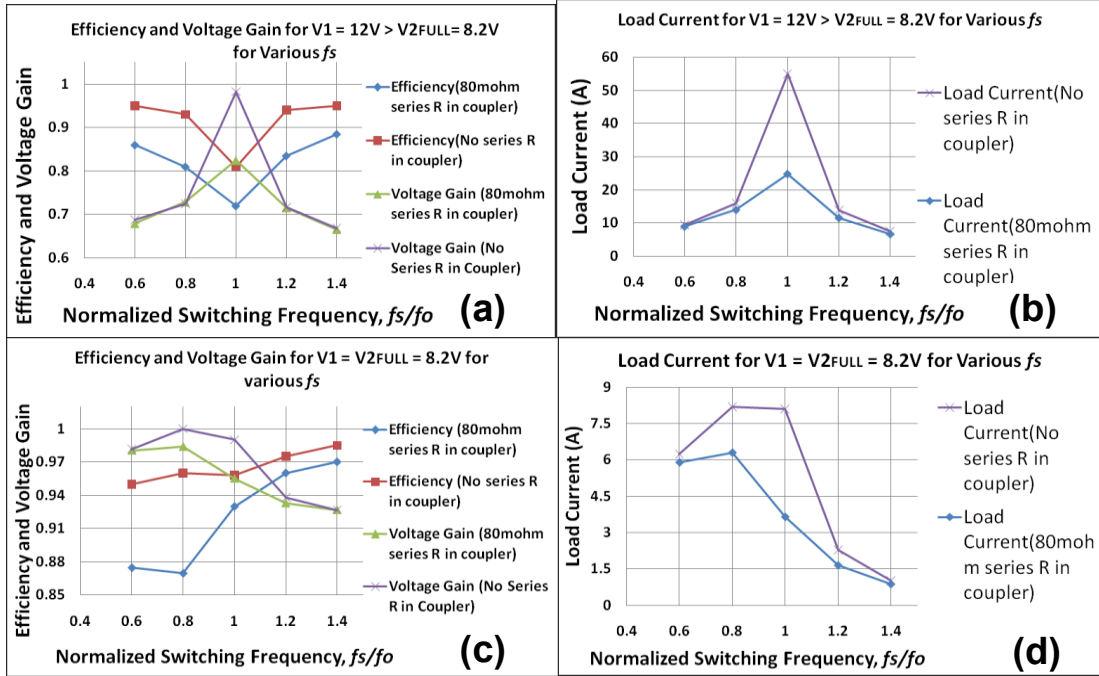 Efficiency and Voltage Gain for V1 = 12V > V2FULL= 8.2V
for Various fs
Efficiency and Voltage Gain
1
0.9
0.8
0.7
0.6
0.4
0.6
0.8
1
1.2
1.4
Normalized Switching Frequency, fs/fo
Efficiency(80mohm
series R in coupler)
Efficiency(No series R
in coupler)
Voltage Gain (80mohm
series R in coupler)
Voltage Gain (No
Series R in Coupler)
(a)
Load Current for V1 = 12V > V2FULL = 8.2V for Various fs
Load Current (A)
60
50
40
30
20
10
0
0.4
0.6
0.8
1
1.2
1.4
Normalized Switching Frequency, fs/fo
Load Current(No
series R in
coupler)
Load
Current(80mohm
series R in
coupler)
(b)
Efficiency and Voltage Gain for V1 = V2FULL = 8.2V for
various fs
Efficiency and Voltage Gain
1
0.97
0.94
0.91
0.88
0.85
0.4
0.6
0.8
1
1.2
1.4
Normalized Switching Frequency, fs/fo
Efficiency (80mohm
series R in coupler)
Efficiency (No series R
in coupler)
Voltage Gain (80mohm
series R in coupler)
Voltage Gain (No Series
R in Coupler)
(c)
Load Current for V1 = V2FULL = 8.2V for Various fs
Load Current (A)
9
7.5
6
4.5
3
1.5
0
0.4
0.6
0.8
1
1.2
1.4
Normalized Switching Frequency, fs/fo
Load
Current(No
series R in
coupler)
Load
Current(80moh
m series R in
coupler)
(d)